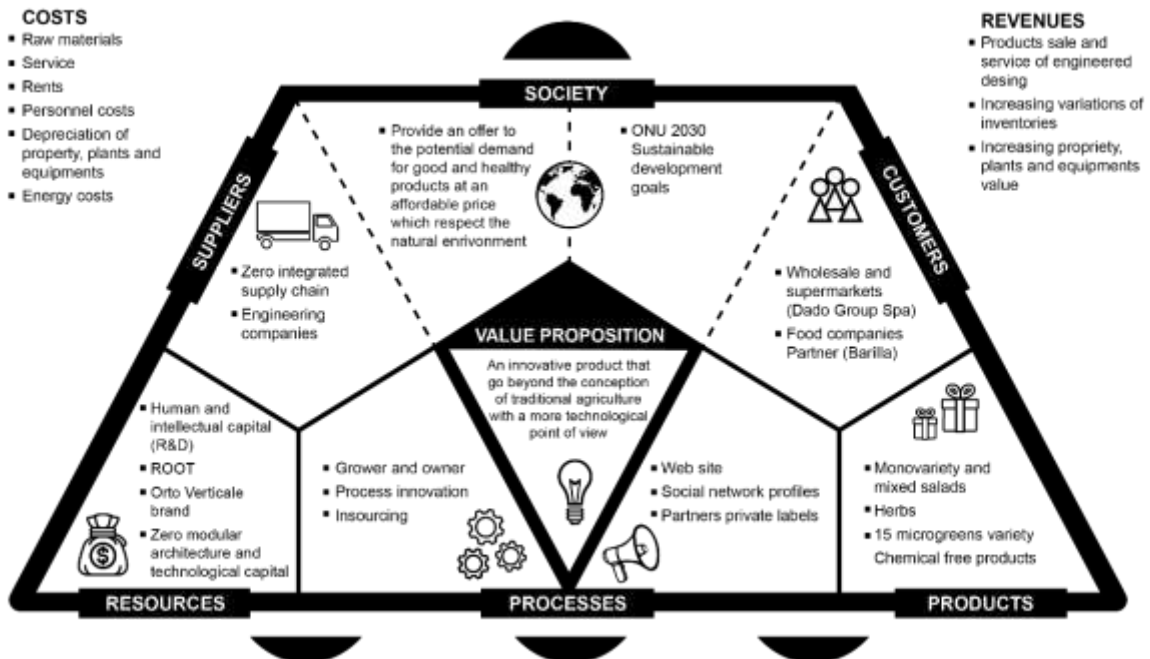 COSTS
Raw materials
Service
Rents
Personnel costs
Depreciation of
property, plants and
equipments
Energy costs
REVENUES
Products sale and
service of engineered
desing
Increasing variations of
inventories
Increasing propriety,
plants and equipments
value
SOCIETY
Provide an offer to
the potential demand
for good and healthy
products at an
affordable price
which respect the
natural enrivonment
ONU 2030
Sustainable
development
goals
SUPPLIERS
Zero integrated
supply chain
Engineering
companies
CUSTOMERS
Wholesale and
supermarkets
(Dado Group Spa)
Food companies
Partner (Barilla)
VALUE PROPOSITION
An innovative product that
go beyond the conception
of traditional agriculture
with a more technological
point of view
Human and
intellectual capital
(R&D)
ROOT
Orto Verticale
brand
Zero modular
architecture and
technological capital
$
Grower and owner
Process innovation
Insourcing
Web site
Social network profiles
Partners private labels
Monovariety and
mixed salads
Herbs
15 microgreens variety
Chemical free products
RESOURCES
PROCESSES
PRODUCTS